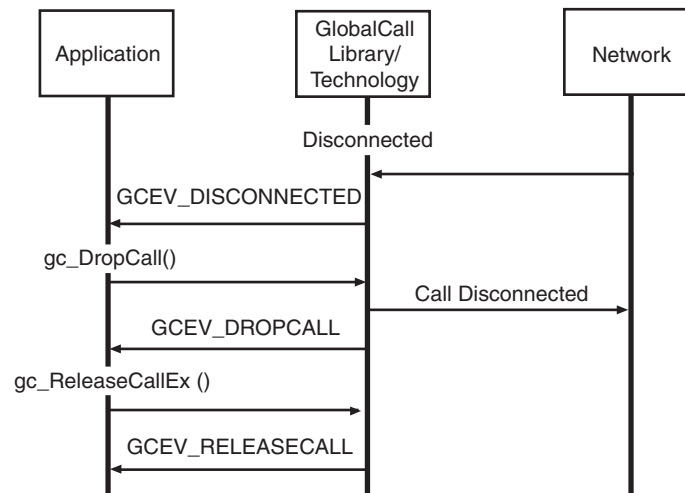 Application
GlobalCall
Library/
Technology
Network
Disconnected
GCEV_DISCONNECTED
gc_DropCall()
Call Disconnected
GCEV_DROPCALL
gc_ReleaseCallEx ()
GCEV_RELEASECALL